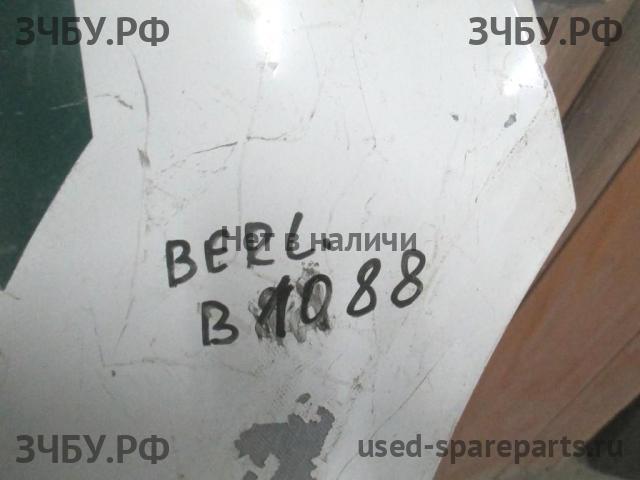 ЗЧБУ.РФ ЗЧБУ.РФ
Нет в наличи
BERL.
B 1088
ЗЧБУ.РФ used-spareparts.ru